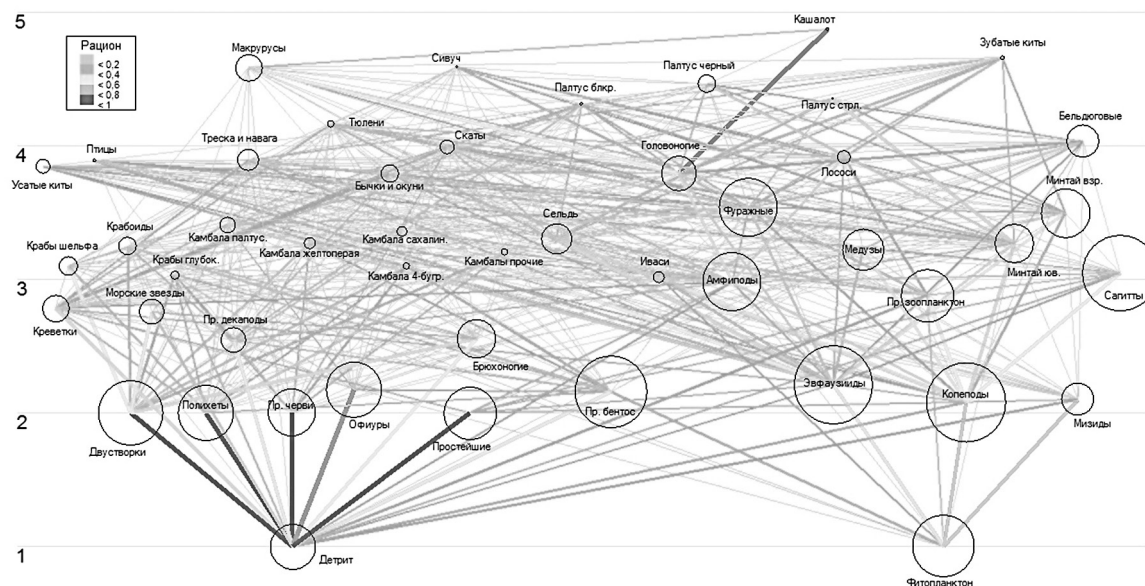 5
Кашалот
Рацион
< 0,2
< 0,4
< 0,6
< 0,8
< 1
Макрурусы
Сивуч
Зубатые киты
Палтус черный
Палтус блкр.
Палтус стрл.
Тюлени
Бельдюговые
Скаты
Треска и навага
4
Птицы
Головоногие
Лососи
Усатые киты
Бычки и окуни
Минтай взр.
Сельдь
Фуражные
Крабоиды
Камбала палтус.
Камбала сахалин.
Крабы шельфа
Камбала желтоперая
Медузы
Крабы глубок.
Камбалы прочие
Иваси
Камбала 4-бугр.
Минтай юв.
Амфиподы
3
Морские звезды
Пр. зоопланктон
Сагитты
Креветки
Пр. декаподы
Брюхоногие
Эвфаузииды
Полихеты
Пр. черви
Копеподы
Пр. бентос
2
Офиуры
Мизиды
Двустворки
Простейшие
1
Детрит
Фитопланктон